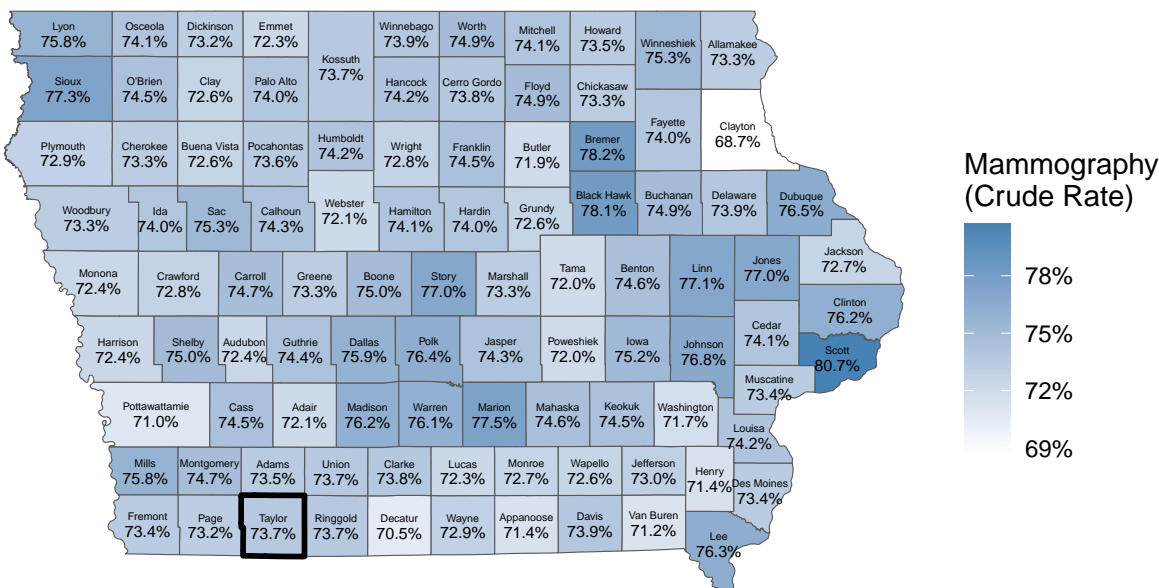 Lyon
75.8%
Osceola
74.1%
Dickinson
73.2%
Emmet
72.3%
Kossuth
73.7%
Winnebago
73.9%
Worth
74.9%
Mitchell
74.1%
Howard
73.5%
Winneshiek
75.3%
Allamakee
73.3%
Sioux
77.3%
O'Brien
74.5%
Clay
72.6%
Palo Alto
74.0%
Hancock
74.2%
Cerro Gordo
73.8%
Floyd
74.9%
Chickasaw
73.3%
Fayette
74.0%
Clayton
68.7%
Plymouth
72.9%
Cherokee
73.3%
Buena Vista
72.6%
Pocahontas
73.6%
Humboldt
74.2%
Wright
72.8%
Franklin
74.5%
Butler
71.9%
Bremer
78.2%
Woodbury
73.3%
Ida
74.0%
Sac
75.3%
Calhoun
74.3%
Webster
72.1%
Hamilton
74.1%
Hardin
74.0%
Grundy
72.6%
Black Hawk
78.1%
Buchanan
74.9%
Delaware
73.9%
Dubuque
76.5%
Monona
72.4%
Crawford
72.8%
Carroll
74.7%
Greene
73.3%
Boone
75.0%
Story
77.0%
Marshall
73.3%
Tama
72.0%
Benton
74.6%
Linn
77.1%
Jones
77.0%
Jackson
72.7%
Clinton
76.2%
Harrison
72.4%
Shelby
75.0%
Audubon
72.4%
Guthrie
74.4%
Dallas
75.9%
Polk
76.4%
Jasper
74.3%
Poweshiek
72.0%
Iowa
75.2%
Johnson
76.8%
Cedar
74.1%
Scott
80.7%
Muscatine
73.4%
Pottawattamie
71.0%
Cass
74.5%
Adair
72.1%
Madison
76.2%
Warren
76.1%
Marion
77.5%
Mahaska
74.6%
Keokuk
74.5%
Washington
71.7%
Louisa
74.2%
Mills
75.8%
Montgomery
74.7%
Adams
73.5%
Union
73.7%
Clarke
73.8%
Lucas
72.3%
Monroe
72.7%
Wapello
72.6%
Jefferson
73.0%
Henry
71.4%
Des Moines
73.4%
Fremont
73.4%
Page
73.2%
Taylor
73.7%
Ringgold
73.7%
Decatur
70.5%
Wayne
72.9%
Appanoose
71.4%
Davis
73.9%
Van Buren
71.2%
Lee
76.3%
Mammography
(Crude Rate)
78%
75%
72%
69%